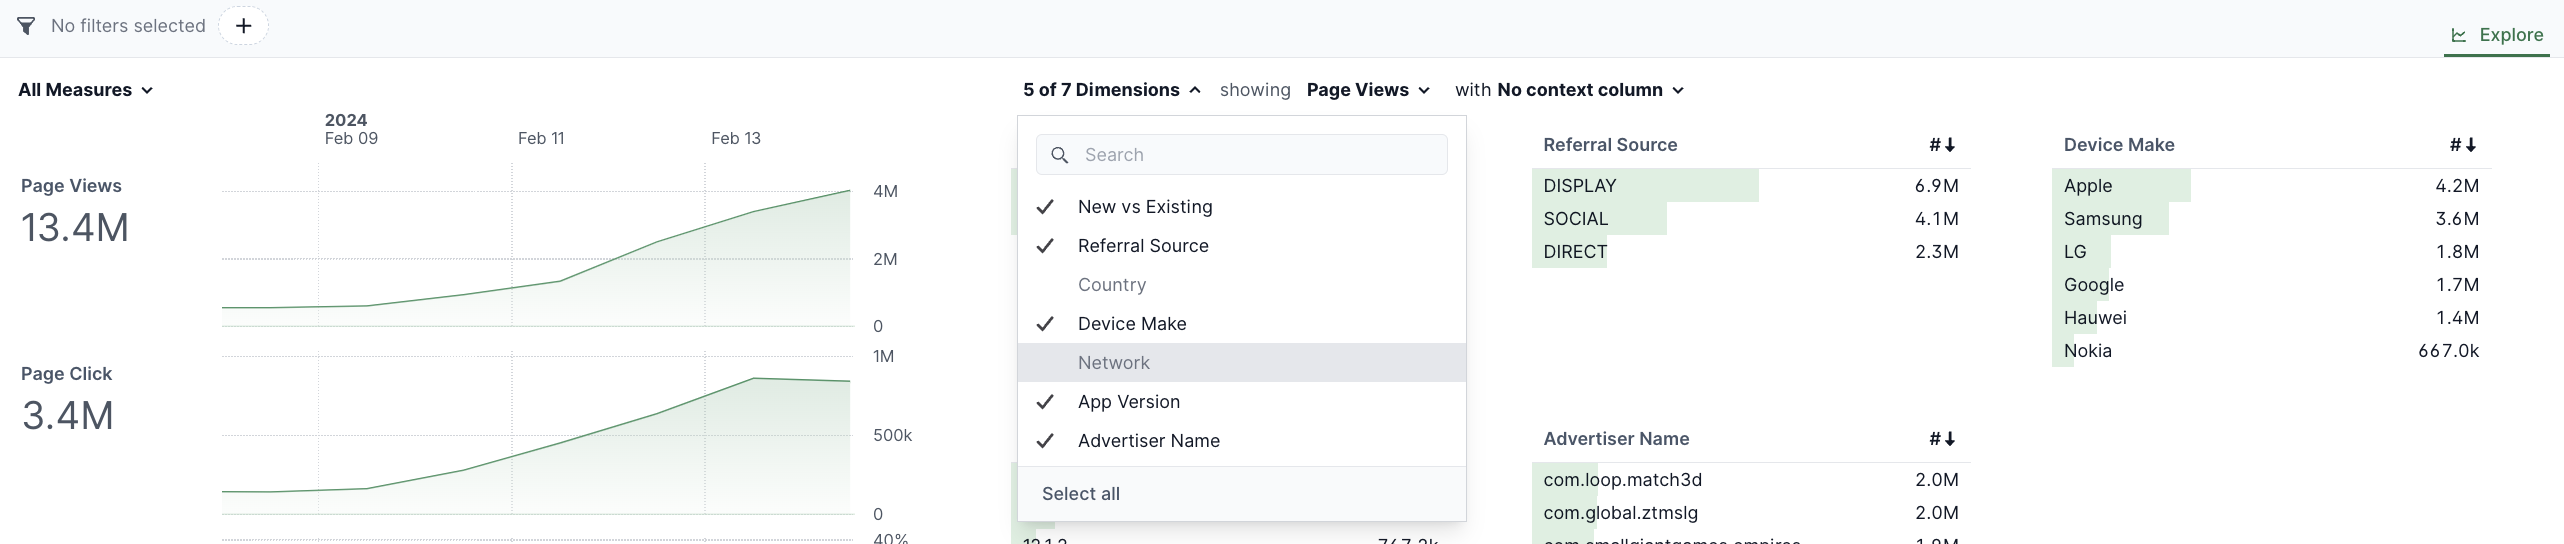 No filters selected
+
Explore
All Measures
5 of 7 Dimensions showing Page Views with No context column
2024
Feb 09
Feb 11
Feb 13
Page Views
13.4M
4M
2M
0
Page Click
3.4M
1M
500k
0
40%
Search
New vs Existing
Referral Source
Country
Device Make
Network
App Version
Advertiser Name
Select all
Referral Source #
DISPLAY 6.9M
SOCIAL 4.1M
DIRECT 2.3M
Device Make #
Apple 4.2M
Samsung 3.6M
LG 1.8M
Google 1.7M
Hauwei 1.4M
Nokia 667.0k
Advertiser Name #
com.loop.match3d 2.0M
com.global.ztmslg 2.0M